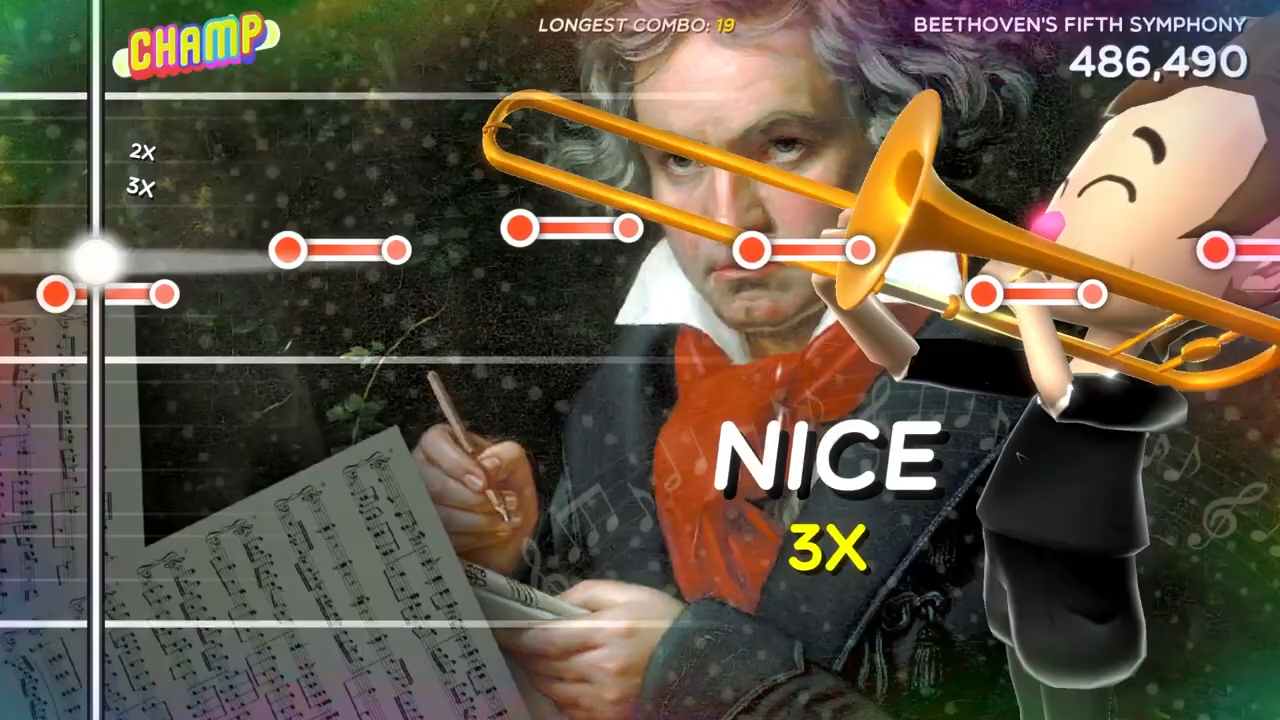 CHAMP
LONGEST COMBO: 19
BEETHOVEN'S FIFTH SYMPHONY
486,490
2X
3X
NICE
3X